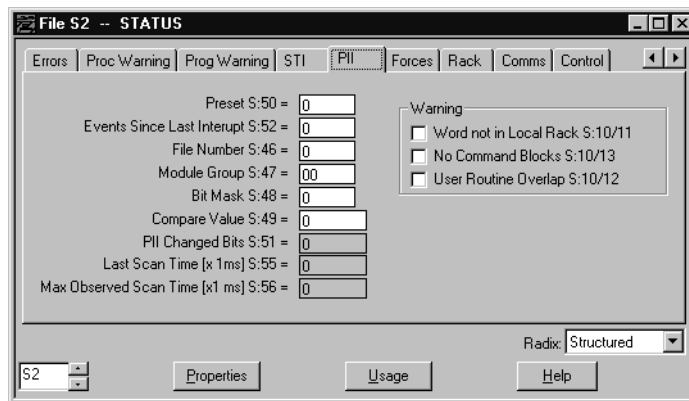 File S2 -- STATUS
Errors Proc Warning Prog Warning STI PII Forces Rack Comms Control
Preset S:50 = 0
Events Since Last Interupt S:52 = 0
File Number S:46 = 0
Module Group S:47 = 00
Bit Mask S:48 = 0
Compare Value S:49 = 0
PII Changed Bits S:51 = 0
Last Scan Time [x 1ms] S:55 = 0
Max Observed Scan Time [x1 ms] S:56 = 0
Warning
Word not in Local Rack S:10/11
No Command Blocks S:10/13
User Routine Overlap S:10/12
Radix: Structured
S2 Properties Usage Help